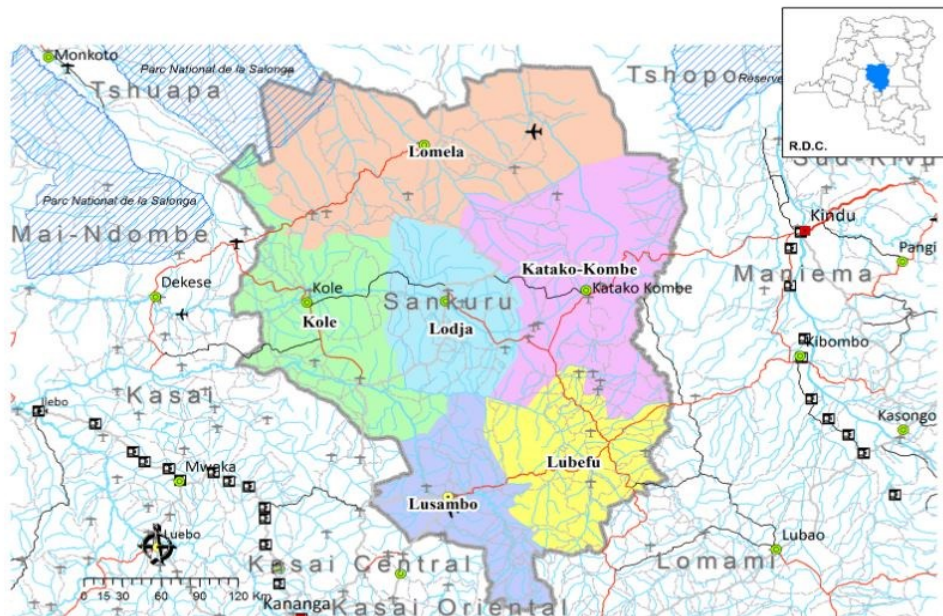 Monkoto
Parc National de la Salonga
Tshuapa
Tshopo
R.D.C.
Lomela
Parc National de la Salonga
Mai-Ndombe
Kindu
Pangi
Maniema
Katako-Kombe
Dekese
Kole
Katako Kombe
Sankuru
Kole
Lodja
Kibombo
Kasai
Ilebo
Kasongo
Mweka
Lubefu
Lusambo
Luebo
Lubao
Kasai Central
Lomami
0 15 30 60 90 120 Km
Kananga
Kasai Oriental